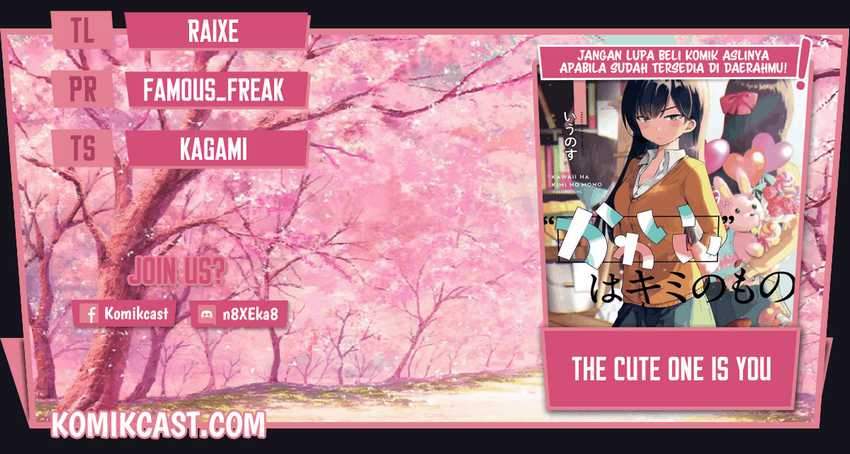 TL RAIXE
PR FAMOUS_FREAK
TS KAGAMI
JOIN US?
Komikcast n8XEka8
KOMIKCAST.COM
JANGAN LUPA BELI KOMIK ASLINYA
APABILA SUDAH TERSEDIA DI DAERAHMU!
いうのす
KAWAII HA
KIMI NO MONO
“かわいい”
はキミのもの
THE CUTE ONE IS YOU